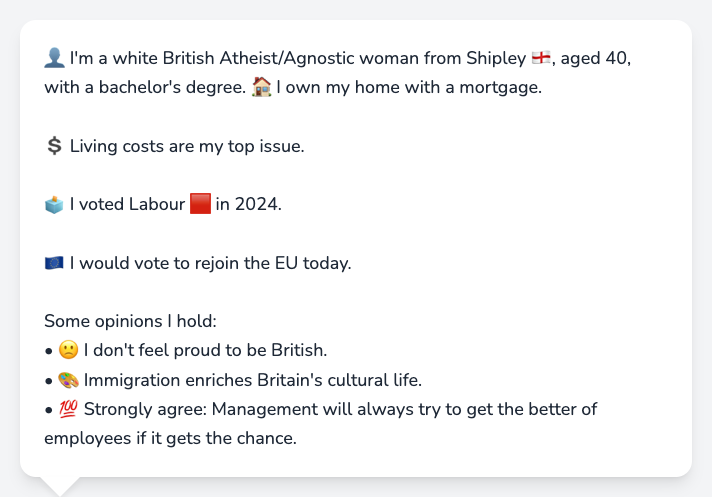 👤 I'm a white British Atheist/Agnostic woman from Shipley 🏴󠁧󠁢󠁥󠁮󠁧󠁿, aged 40,
with a bachelor's degree. 🏠 I own my home with a mortgage.
💲 Living costs are my top issue.
🗳️ I voted Labour 🟥 in 2024.
🇪🇺 I would vote to rejoin the EU today.
Some opinions I hold:
• 🙁 I don't feel proud to be British.
• 🎨 Immigration enriches Britain's cultural life.
• 💯 Strongly agree: Management will always try to get the better of
employees if it gets the chance.